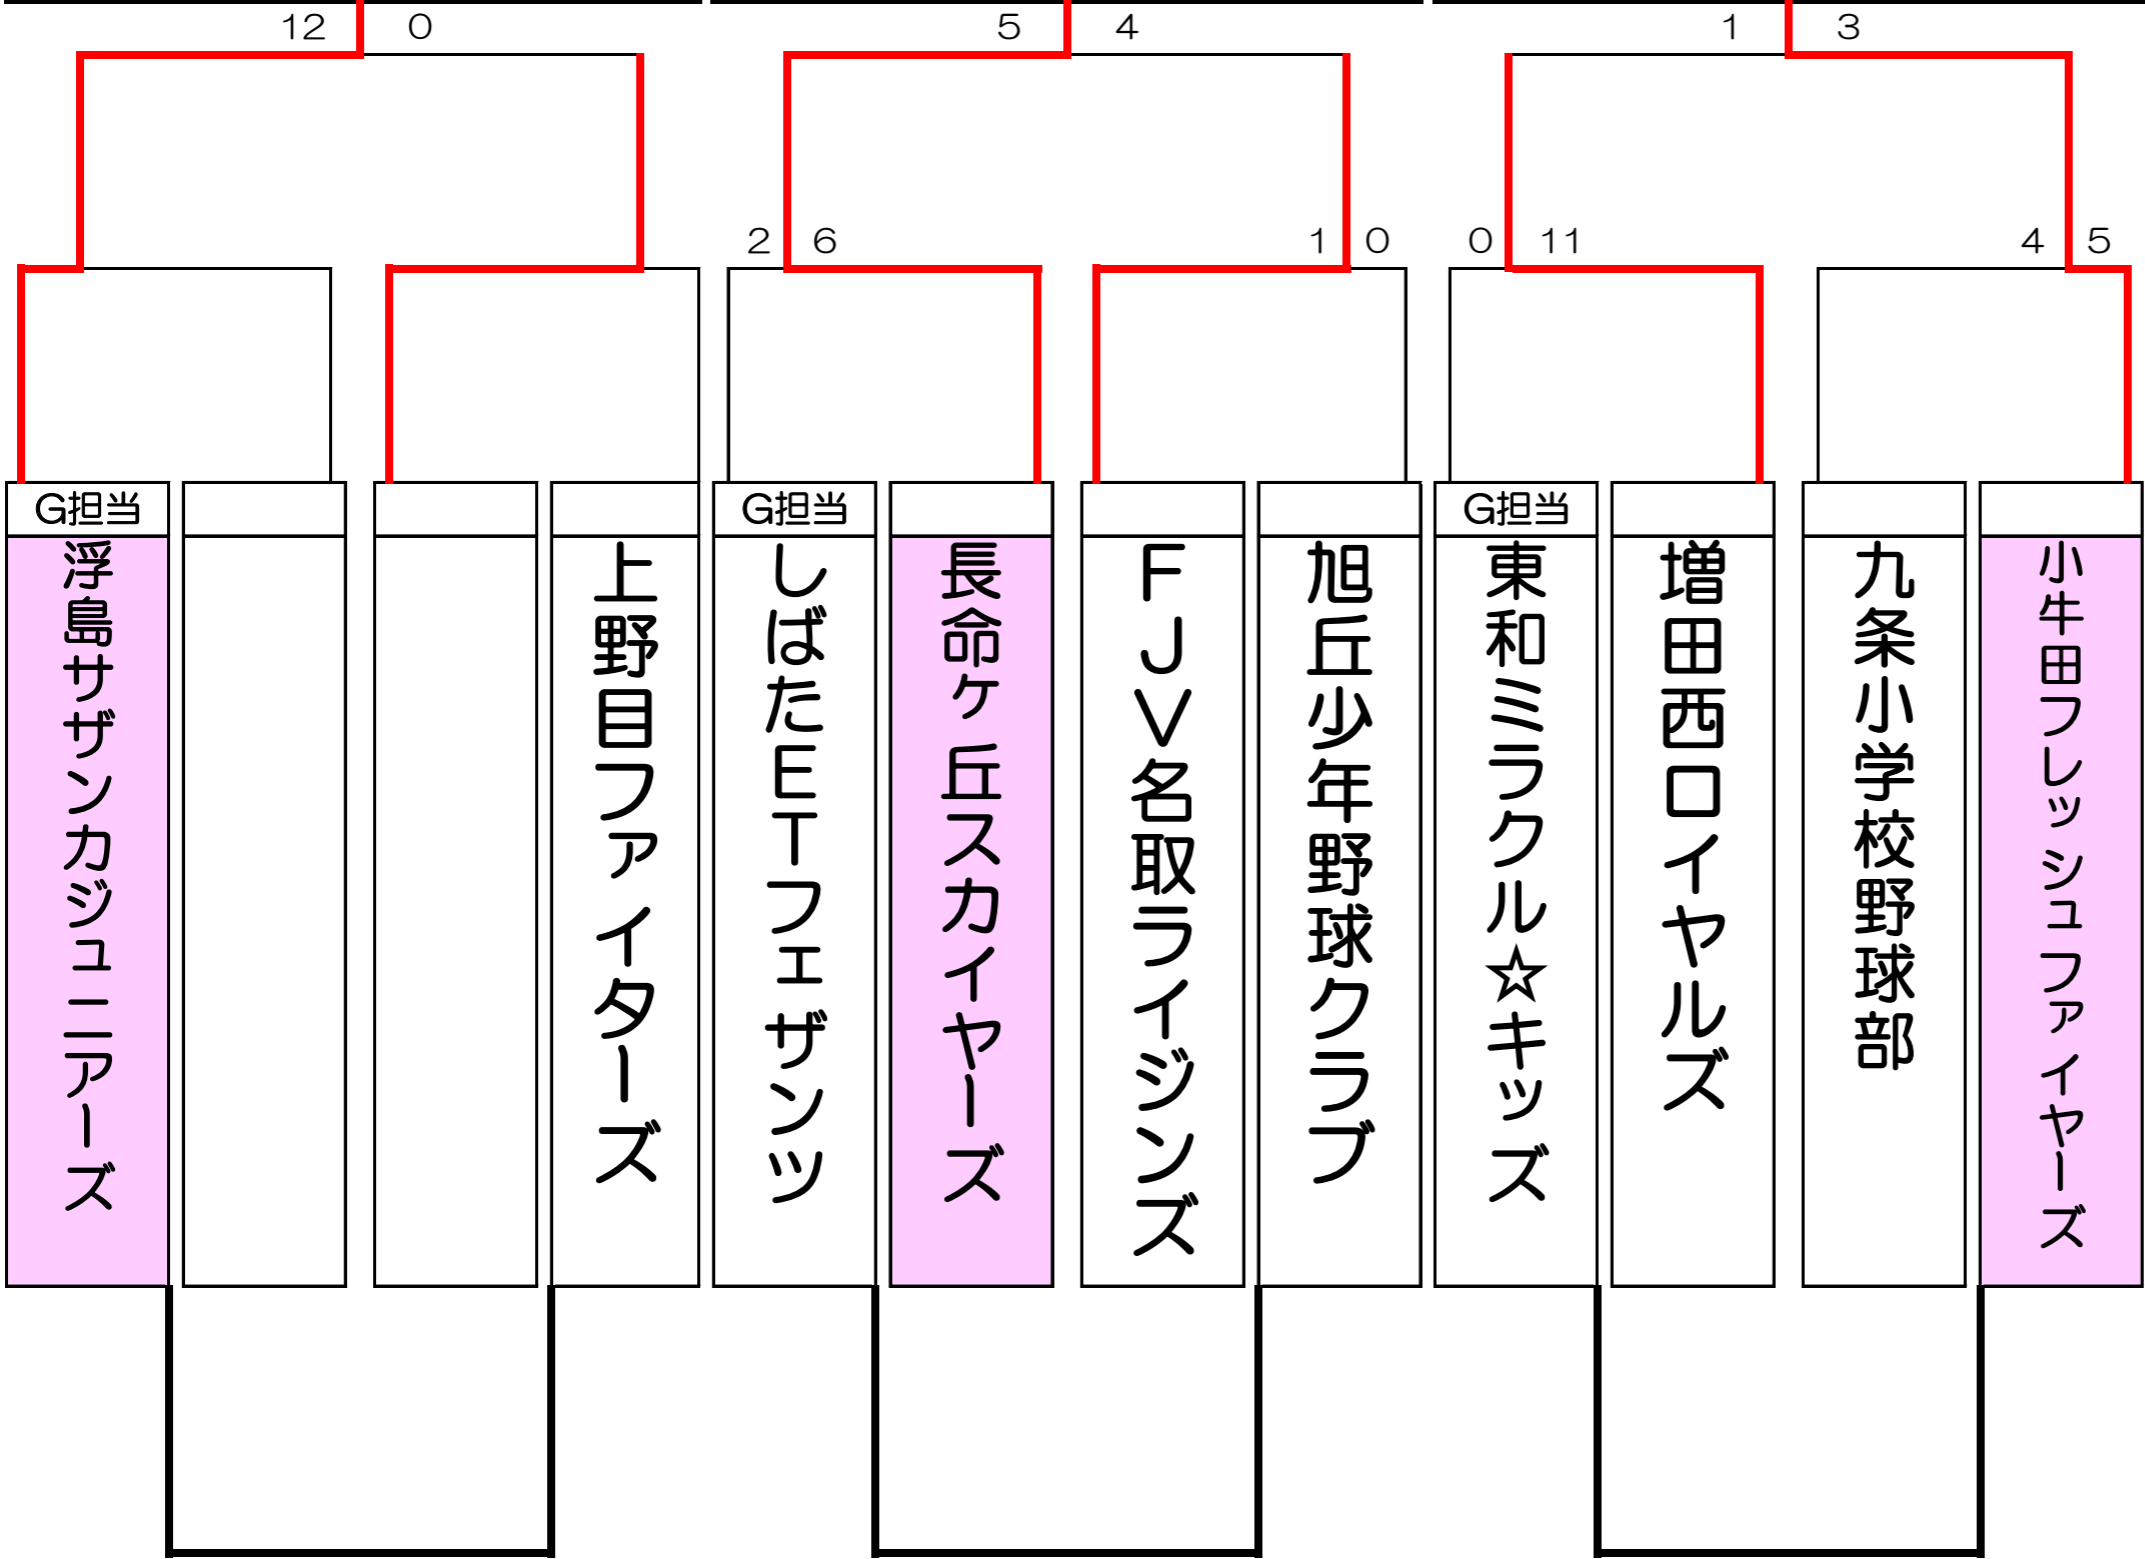 12 0 5 4 1 3
2 6 1 0 0 11 4 5
G担当 G担当 G担当
浮島サザンカジュニアーズ
上野目ファイターズ
しばたETフェザンツ
長命ヶ丘スカイヤーズ
FJV名取ライジンズ
旭丘少年野球クラブ
東和ミラクル☆キッズ
増田西ロイヤルズ
九条小学校野球部
小牛田フレッシュファイヤーズ